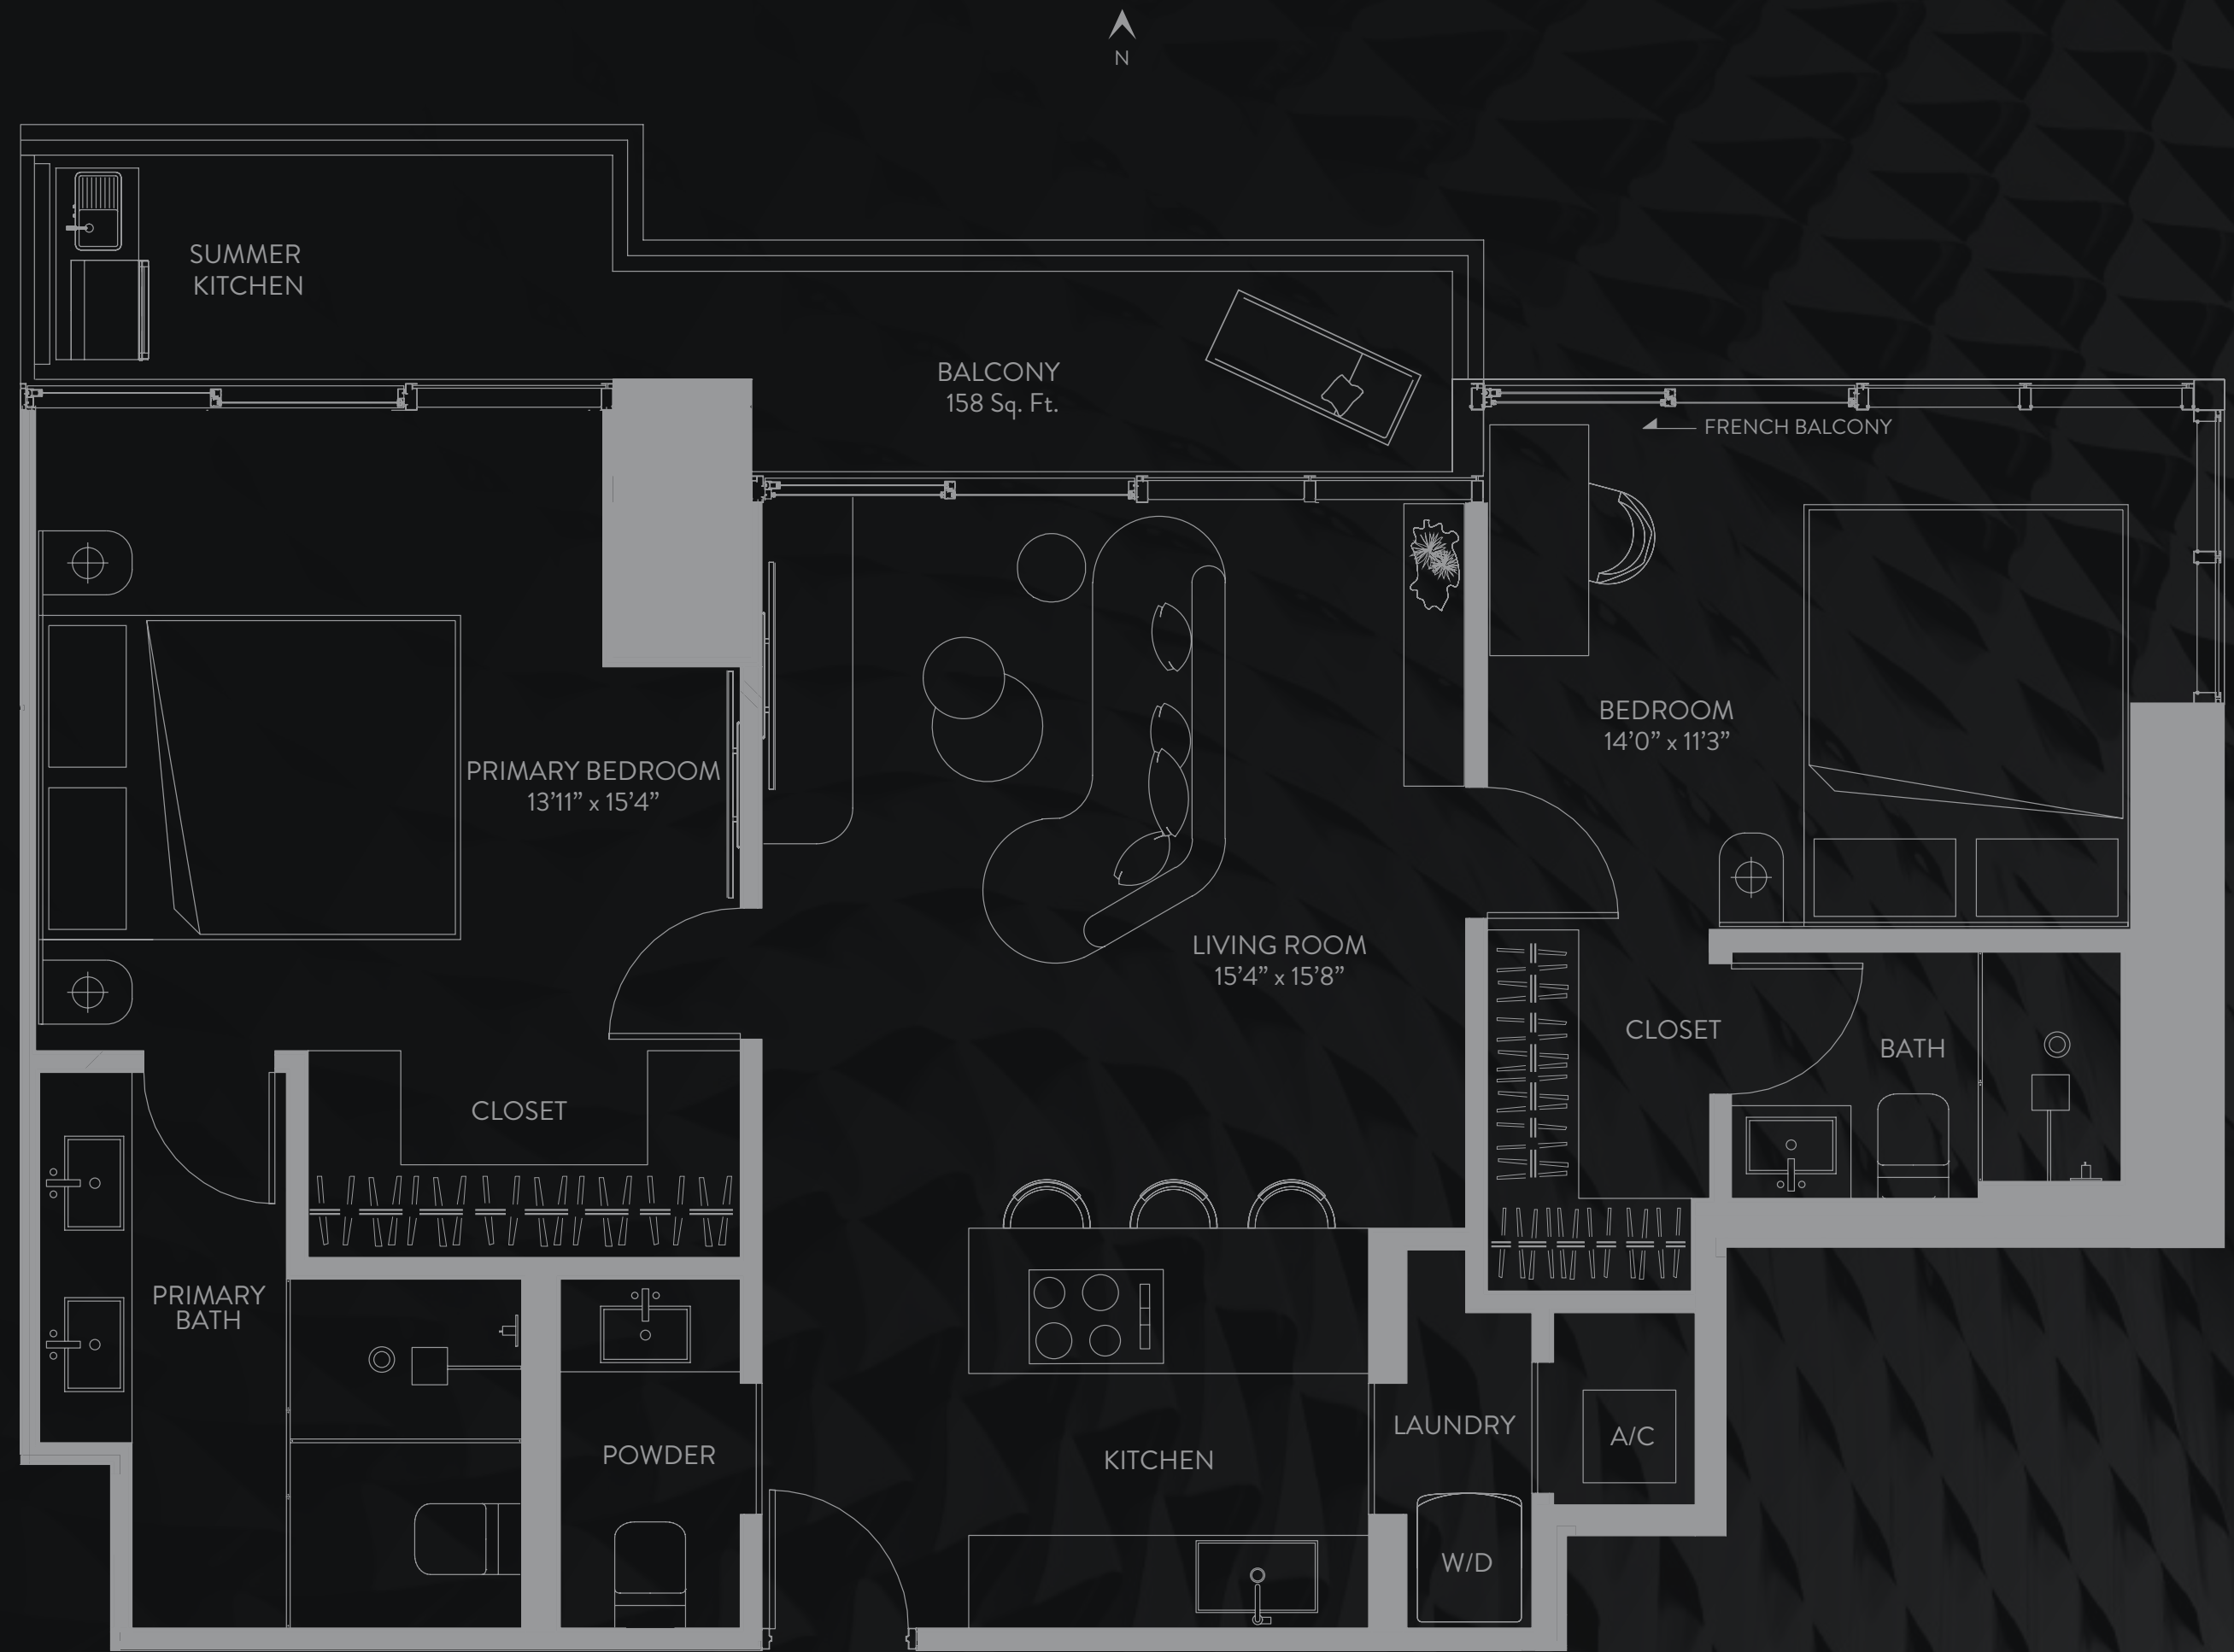 N
SUMMER
KITCHEN
BALCONY
158 Sq. Ft.
FRENCH BALCONY
BEDROOM
14’0” x 11’3”
PRIMARY BEDROOM
13’11” x 15’4”
LIVING ROOM
15’4” x 15’8”
CLOSET
BATH
CLOSET
PRIMARY
BATH
POWDER
KITCHEN
LAUNDRY
A/C
W/D